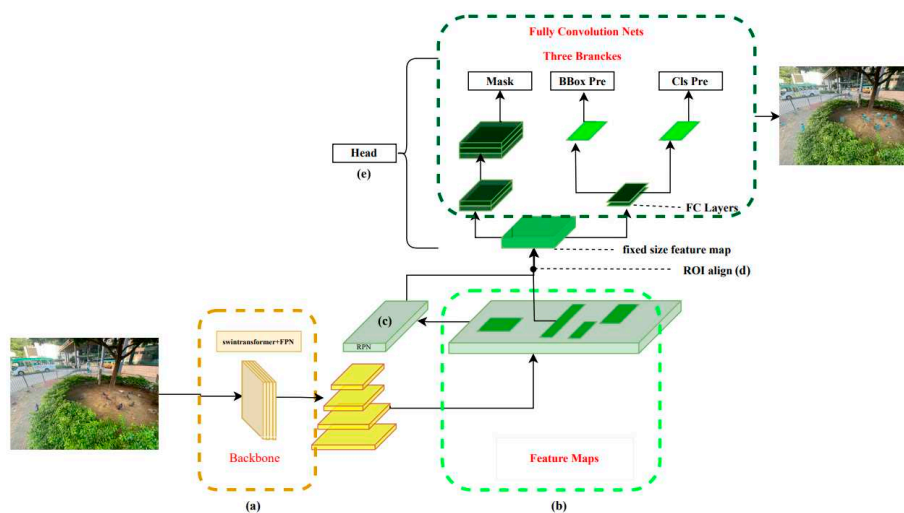 Fully Convolution Nets
Three Branckes
Mask
BBox Pre
Cls Pre
Head
(e)
FC Layers
fixed size feature map
ROI align (d)
(c)
RPN
swintransformer+FPN
Backbone
Feature Maps
(a)
(b)